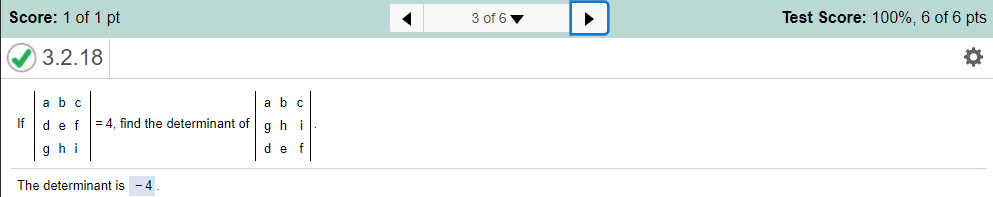 Score: 1 of 1 pt 3 of 6 Test Score: 100%, 6 of 6 pts
3.2.18
a b c a b c
If d e f = 4, find the determinant of g h i .
g h i d e f
The determinant is − 4 .